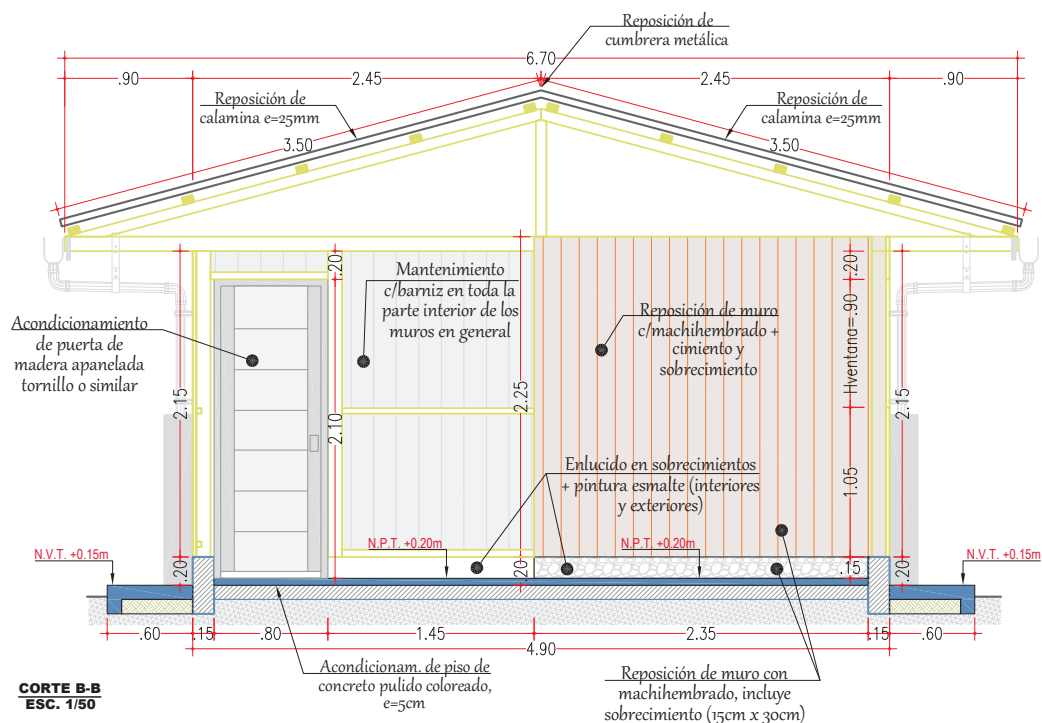 Reposición de
cumbrera metálica
6.70
.90
2.45
2.45
.90
Reposición de
calamina e=25mm
Reposición de
calamina e=25mm
3.50
3.50
.20
Mantenimiento
c/barniz en toda la
parte interior de los
muros en general
Reposición de muro
c/machihembrado +
cimiento y
sobrecimiento
.20
Hventana=.90
Acondicionamiento
de puerta de
madera apanelada
tornillo o similar
2.15
2.10
2.25
2.15
1.05
Enlucido en sobrecimientos
+ pintura esmalte (interiores
y exteriores)
N.V.T. +0.15m
N.P.T. +0.20m
N.P.T. +0.20m
N.V.T. +0.15m
.20
.20
.15
.20
.60
.15
.80
1.45
2.35
.15
.60
4.90
Acondicionam. de piso de
concreto pulido coloreado,
e=5cm
Reposición de muro con
machihembrado, incluye
sobrecimiento (15cm x 30cm)
CORTE B-B
ESC. 1/50